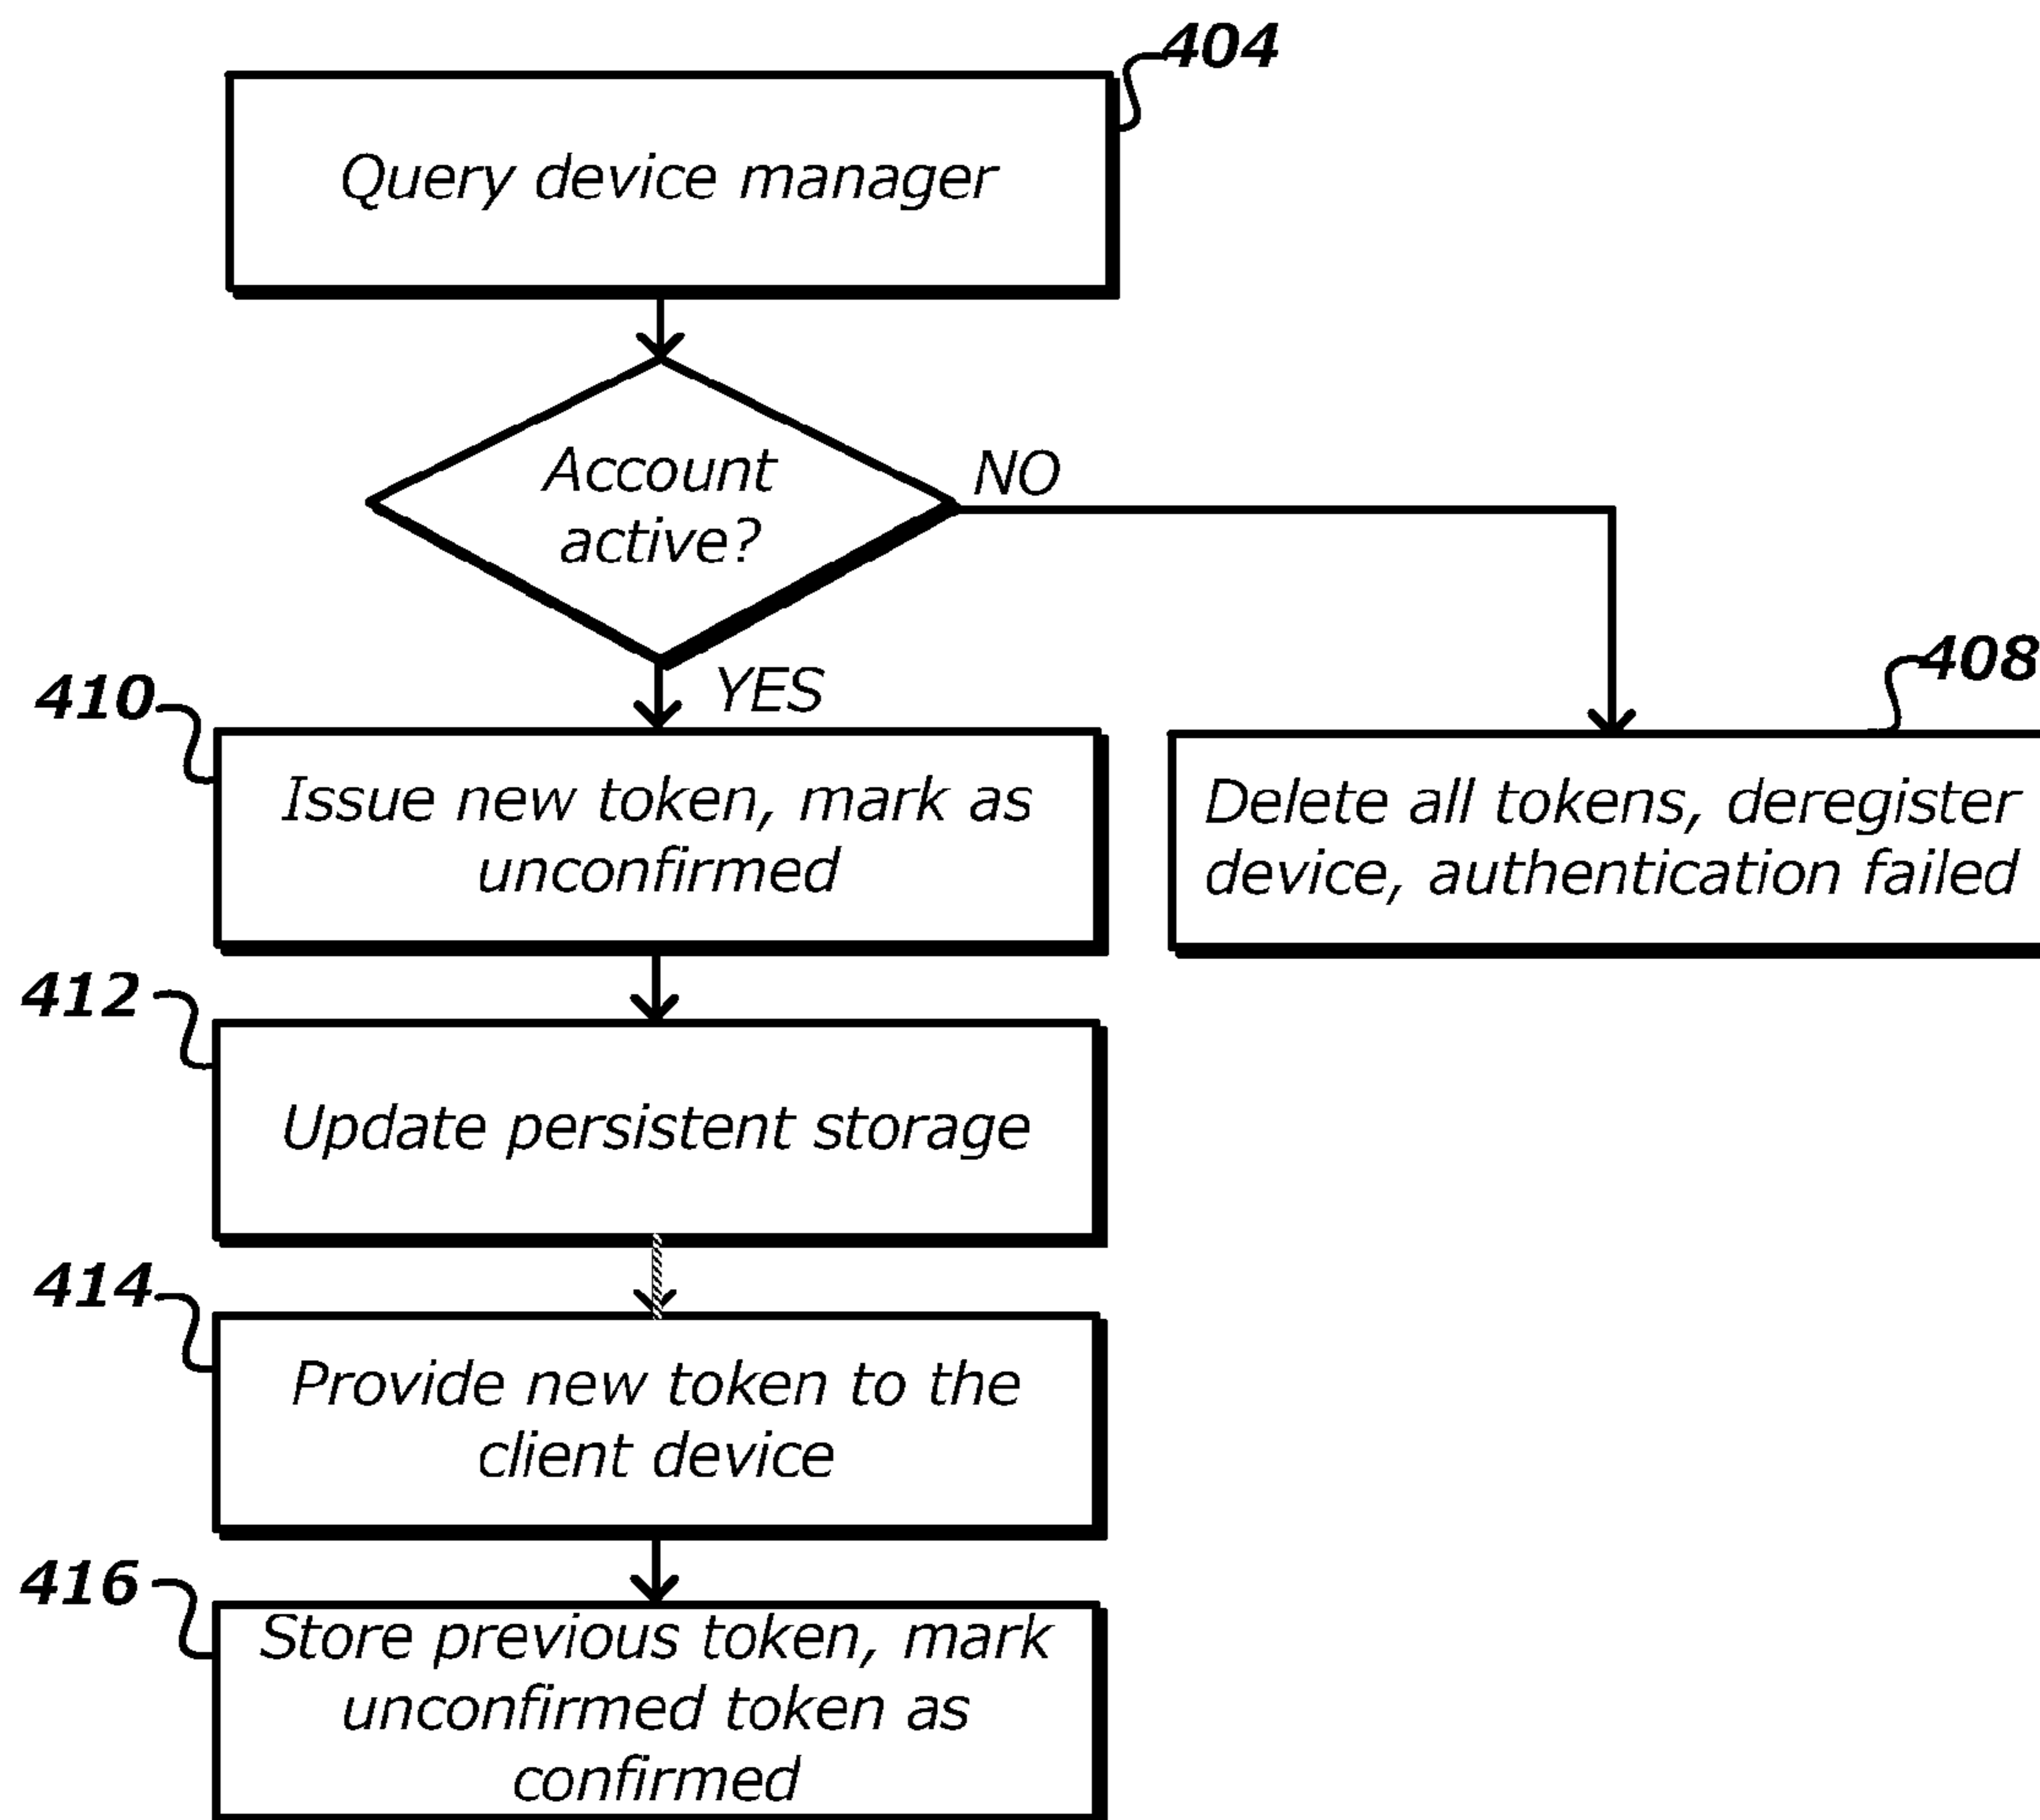 404
Query device manager
Account
active?
NO
YES
408
410
Issue new token, mark as
unconfirmed
Delete all tokens, deregister
device, authentication failed
412
Update persistent storage
414
Provide new token to the
client device
416
Store previous token, mark
unconfirmed token as
confirmed